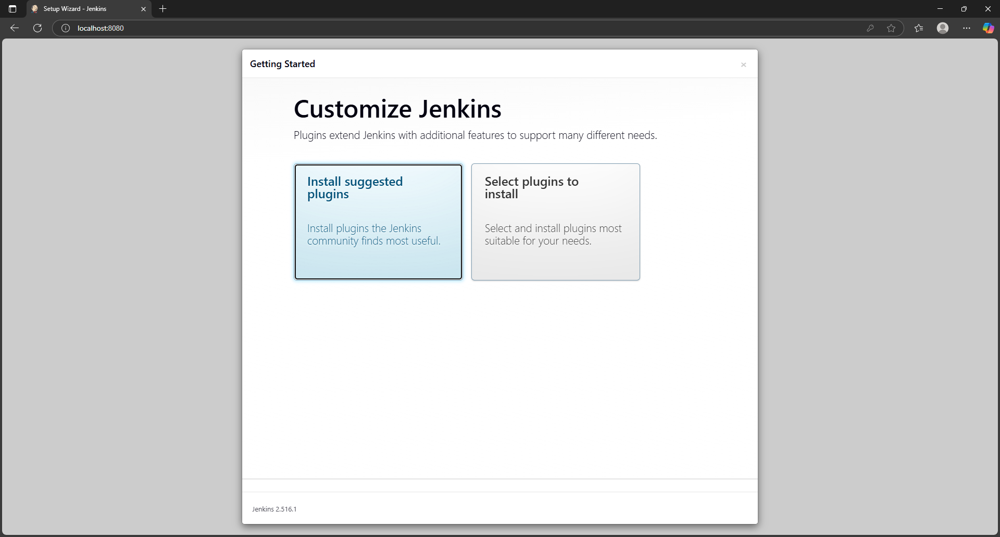 Setup Wizard - Jenkins
localhost:8080
Getting Started
Customize Jenkins
Plugins extend Jenkins with additional features to support many different needs.
Install suggested
plugins
Install plugins the Jenkins
community finds most useful.
Select plugins to
install
Select and install plugins most
suitable for your needs.
Jenkins 2.516.1